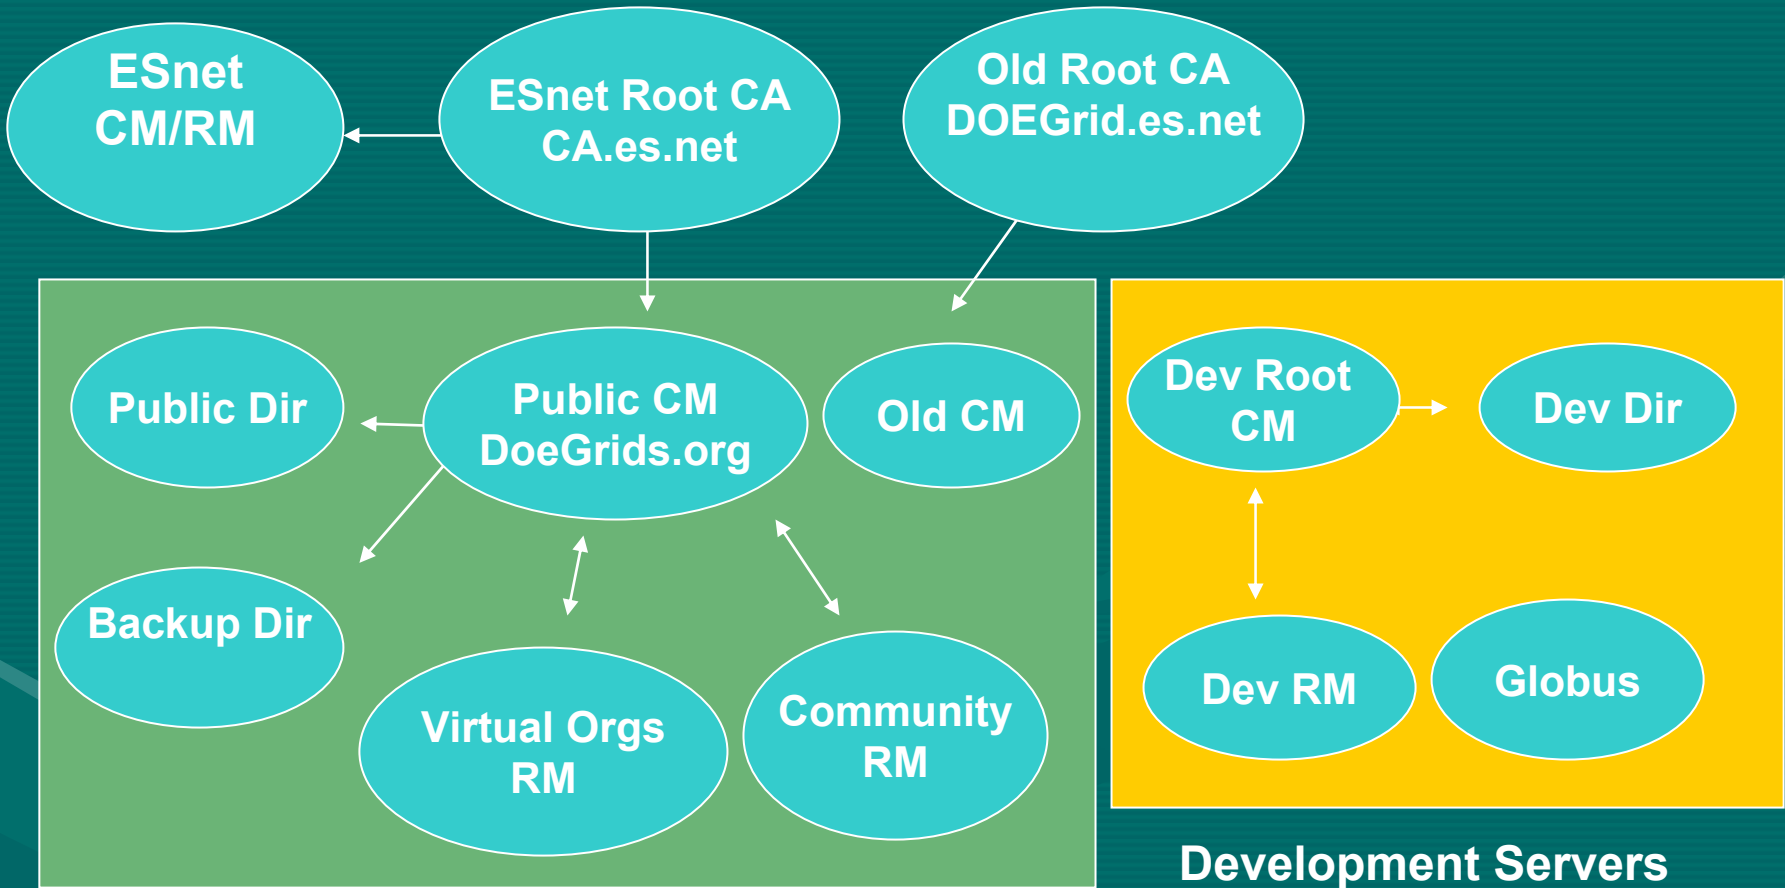 ESnet
CM/RM
ESnet Root CA
CA.es.net
Old Root CA
DOEGrid.es.net
Public Dir
Public CM
DoeGrids.org
Old CM
Dev Root
CM
Dev Dir
Backup Dir
Virtual Orgs
RM
Community
RM
Dev RM
Globus
Development Servers